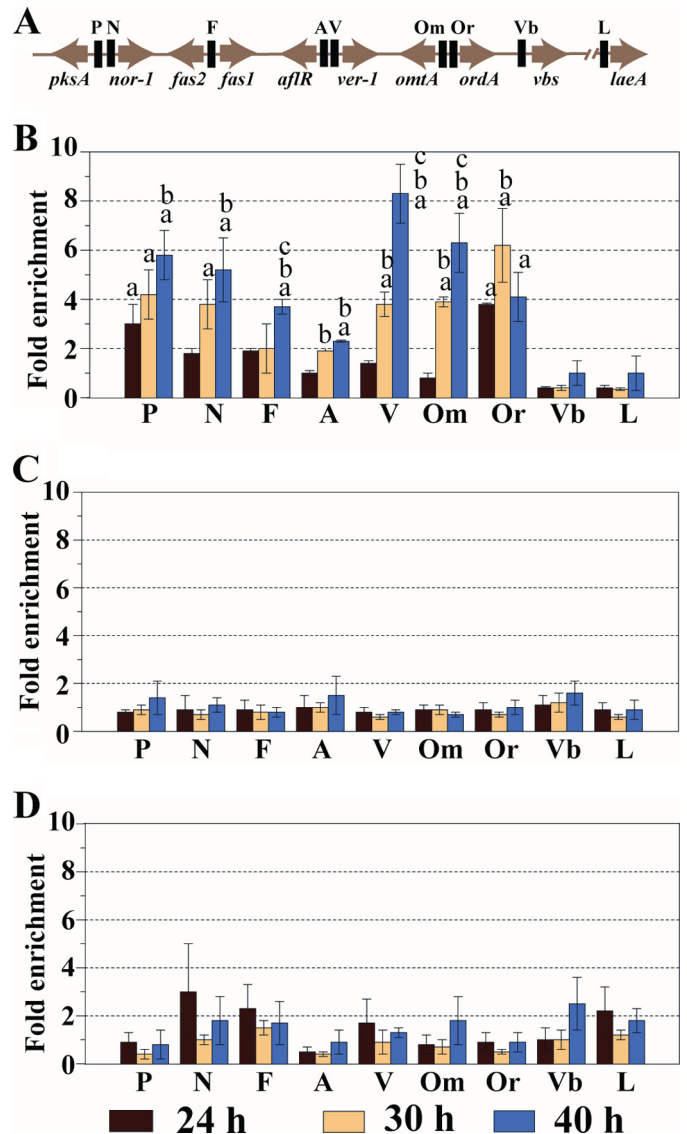 A
P N F A V Om Or Vb L
pksA nor-1 fas2 fas1 aflR ver-1 omtA ordA vbs laeA
B
Fold enrichment
10
8
6
4
2
0
a a b a
a b a
c b a
b b a
b a c b a
b a c b a
a b a a
P N F A V Om Or Vb L
C
Fold enrichment
10
8
6
4
2
0
P N F A V Om Or Vb L
D
Fold enrichment
10
8
6
4
2
0
P N F A V Om Or Vb L
24 h 30 h 40 h